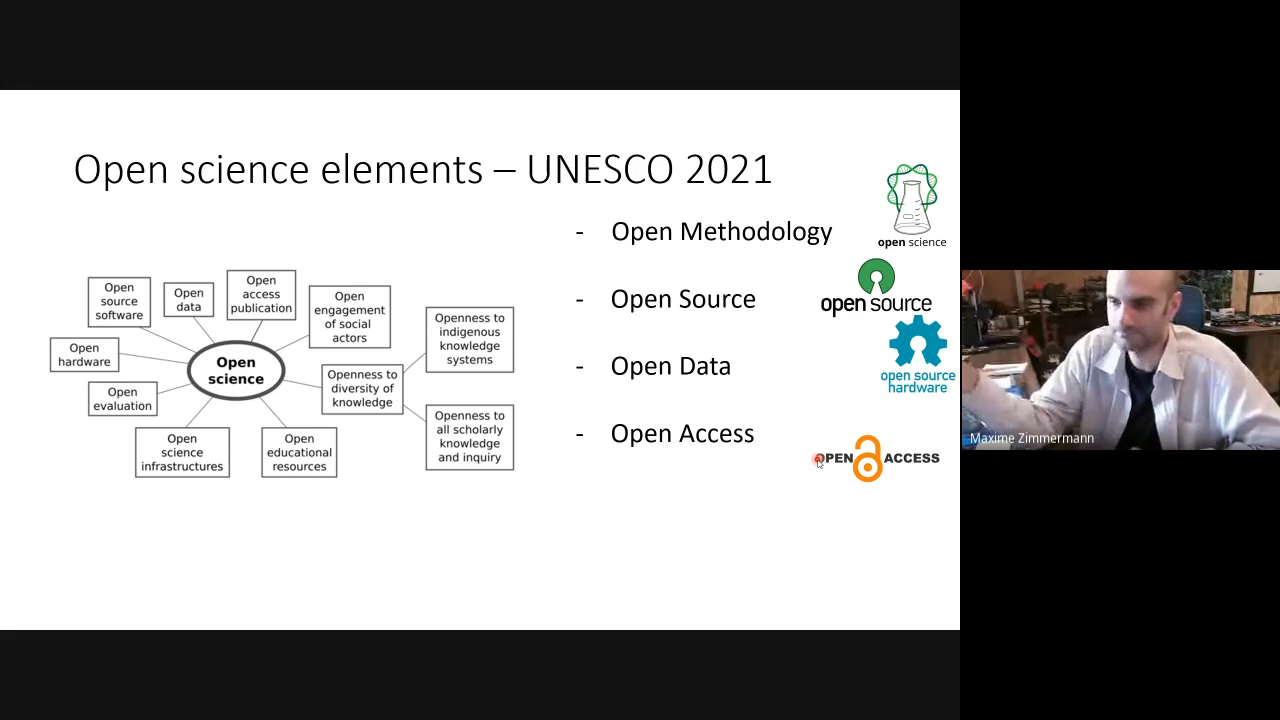 Open science elements – UNESCO 2021
Open
source
software
Open
data
Open
access
publication
Open
engagement
of social
actors
Openness to
indigenous
knowledge
systems
Open
hardware
Open
science
Openness to
diversity of
knowledge
Open
evaluation
Openness to
all scholarly
knowledge
and inquiry
Open
science
infrastructures
Open
educational
resources
- Open Methodology
- Open Source
- Open Data
- Open Access
open science
open source
open source
hardware
OPEN ACCESS
Maxime Zimmermann